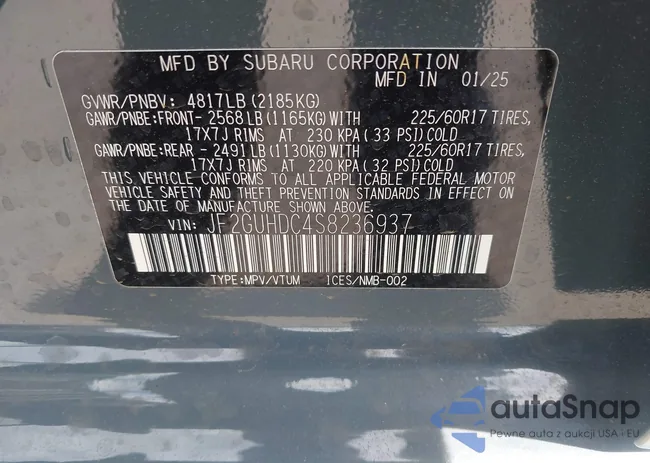 MFD BY SUBARU CORPORATION
MFD IN 01/25
GVWR/PNBV: 4817LB (2185KG)
GAWR/PNBE:FRONT- 2568 LB (1165KG) WITH 225/60R17 TIRES,
17X7J RIMS AT 230 KPA (33 PSI) COLD
GAWR/PNBE:REAR - 2491 LB (1130KG) WITH 225/60R17 TIRES,
17X7J RIMS AT 220 KPA (32 PSI) COLD
THIS VEHICLE CONFORMS TO ALL APPLICABLE FEDERAL MOTOR
VEHICLE SAFETY AND THEFT PREVENTION STANDARDS IN EFFECT ON
THE DATE OF MANUFACTURE SHOWN ABOVE.
VIN: JF2GUHDC4S8236937
TYPE:MPV/VTUM ICES/NMB-002
autaSnap
Pewne auta z aukcji USA i EU